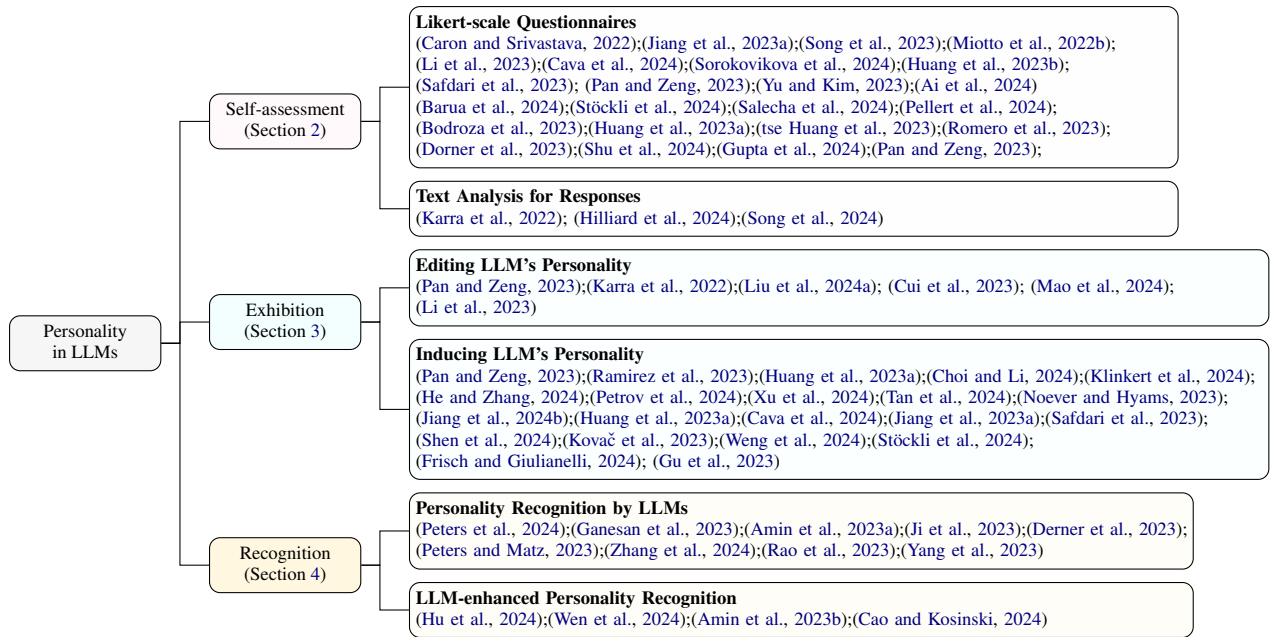 Personality
in LLMs
Self-assessment
(Section 2)
Likert-scale Questionnaires
(Caron and Srivastava, 2022);(Jiang et al., 2023a);(Song et al., 2023);(Miotto et al., 2022b);
(Li et al., 2023);(Cava et al., 2024);(Sorokovikova et al., 2024);(Huang et al., 2023b);
(Safdari et al., 2023); (Pan and Zeng, 2023);(Yu and Kim, 2023);(Ai et al., 2024)
(Barua et al., 2024);(Stöckli et al., 2024);(Salecha et al., 2024);(Pellert et al., 2024);
(Bodroza et al., 2023);(Huang et al., 2023a);(tse Huang et al., 2023);(Romero et al., 2023);
(Dorner et al., 2023);(Shu et al., 2024);(Gupta et al., 2024);(Pan and Zeng, 2023);
Text Analysis for Responses
(Karra et al., 2022); (Hilliard et al., 2024);(Song et al., 2024)
Exhibition
(Section 3)
Editing LLM's Personality
(Pan and Zeng, 2023);(Karra et al., 2022);(Liu et al., 2024a); (Cui et al., 2023); (Mao et al., 2024);
(Li et al., 2023)
Inducing LLM's Personality
(Pan and Zeng, 2023);(Ramirez et al., 2023);(Huang et al., 2023a);(Choi and Li, 2024);(Klinkert et al., 2024);
(He and Zhang, 2024);(Petrov et al., 2024);(Xu et al., 2024);(Tan et al., 2024);(Noever and Hyams, 2023);
(Jiang et al., 2024b);(Huang et al., 2023a);(Cava et al., 2024);(Jiang et al., 2023a);(Safdari et al., 2023);
(Shen et al., 2024);(Kovač et al., 2023);(Weng et al., 2024);(Stöckli et al., 2024);
(Frisch and Giulianelli, 2024); (Gu et al., 2023)
Recognition
(Section 4)
Personality Recognition by LLMs
(Peters et al., 2024);(Ganesan et al., 2023);(Amin et al., 2023a);(Ji et al., 2023);(Derner et al., 2023);
(Peters and Matz, 2023);(Zhang et al., 2024);(Rao et al., 2023);(Yang et al., 2023)
LLM-enhanced Personality Recognition
(Hu et al., 2024);(Wen et al., 2024);(Amin et al., 2023b);(Cao and Kosinski, 2024)